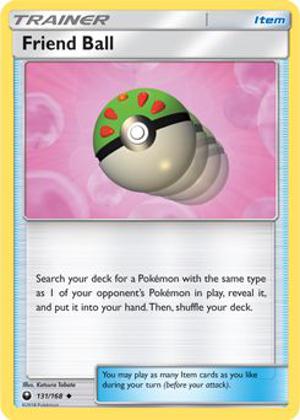 TRAINER Item
Friend Ball
Search your deck for a Pokémon with the same type
as 1 of your opponent's Pokémon in play, reveal it,
and put it into your hand. Then, shuffle your deck.
Illus. Katsura Tabata
131/168
©2018 Pokémon
You may play as many Item cards as you like
during your turn (before your attack).